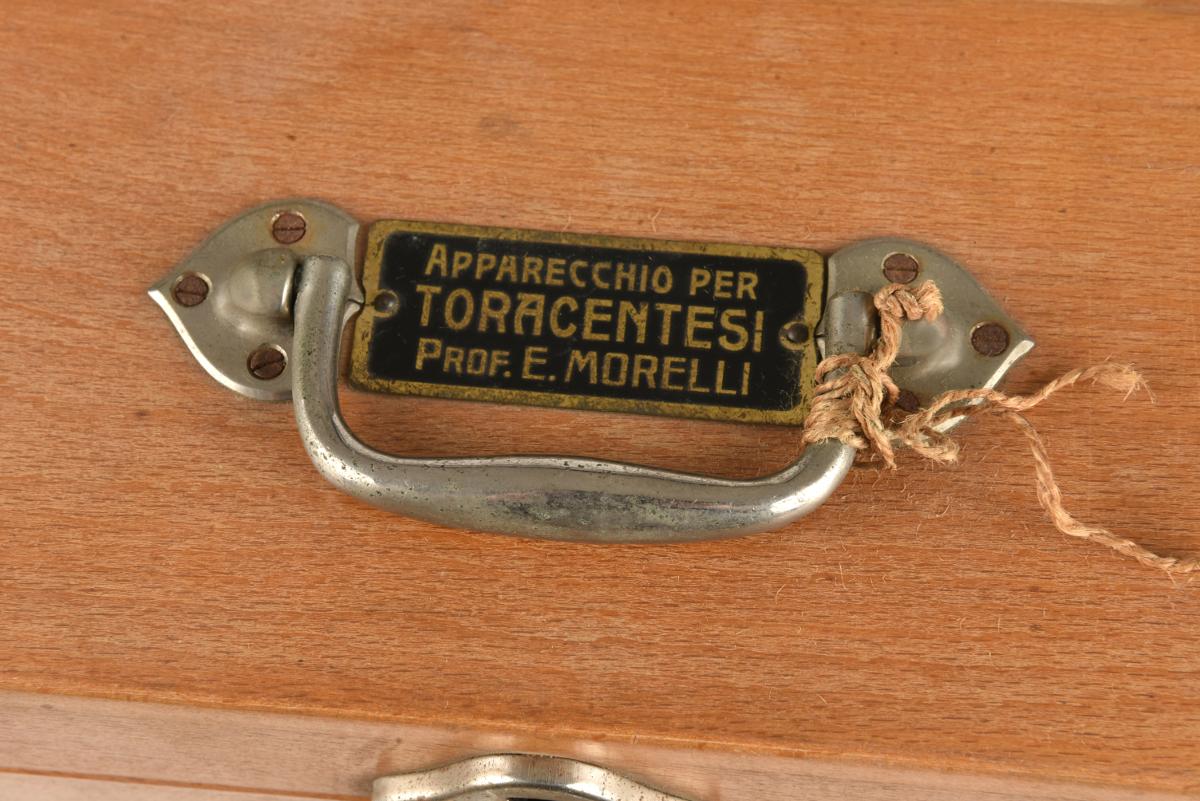 APPARECCHIO PER
TORACENTESI
PROF. E. MORELLI